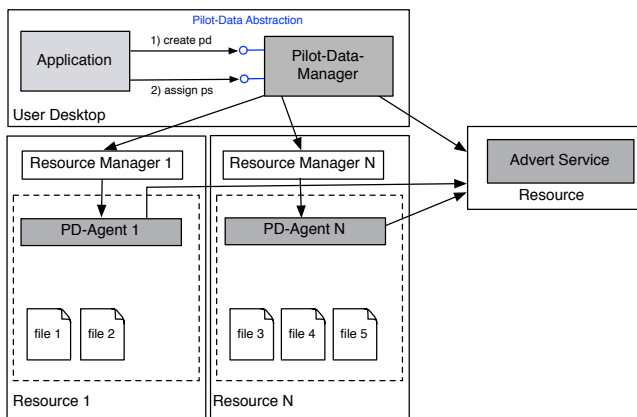 Pilot-Data Abstraction
Application
1) create pd
2) assign ps
Pilot-Data-
Manager
User Desktop
Resource Manager 1
Resource Manager N
Advert Service
Resource
PD-Agent 1
PD-Agent N
file 1
file 2
file 3
file 4
file 5
Resource 1
Resource N